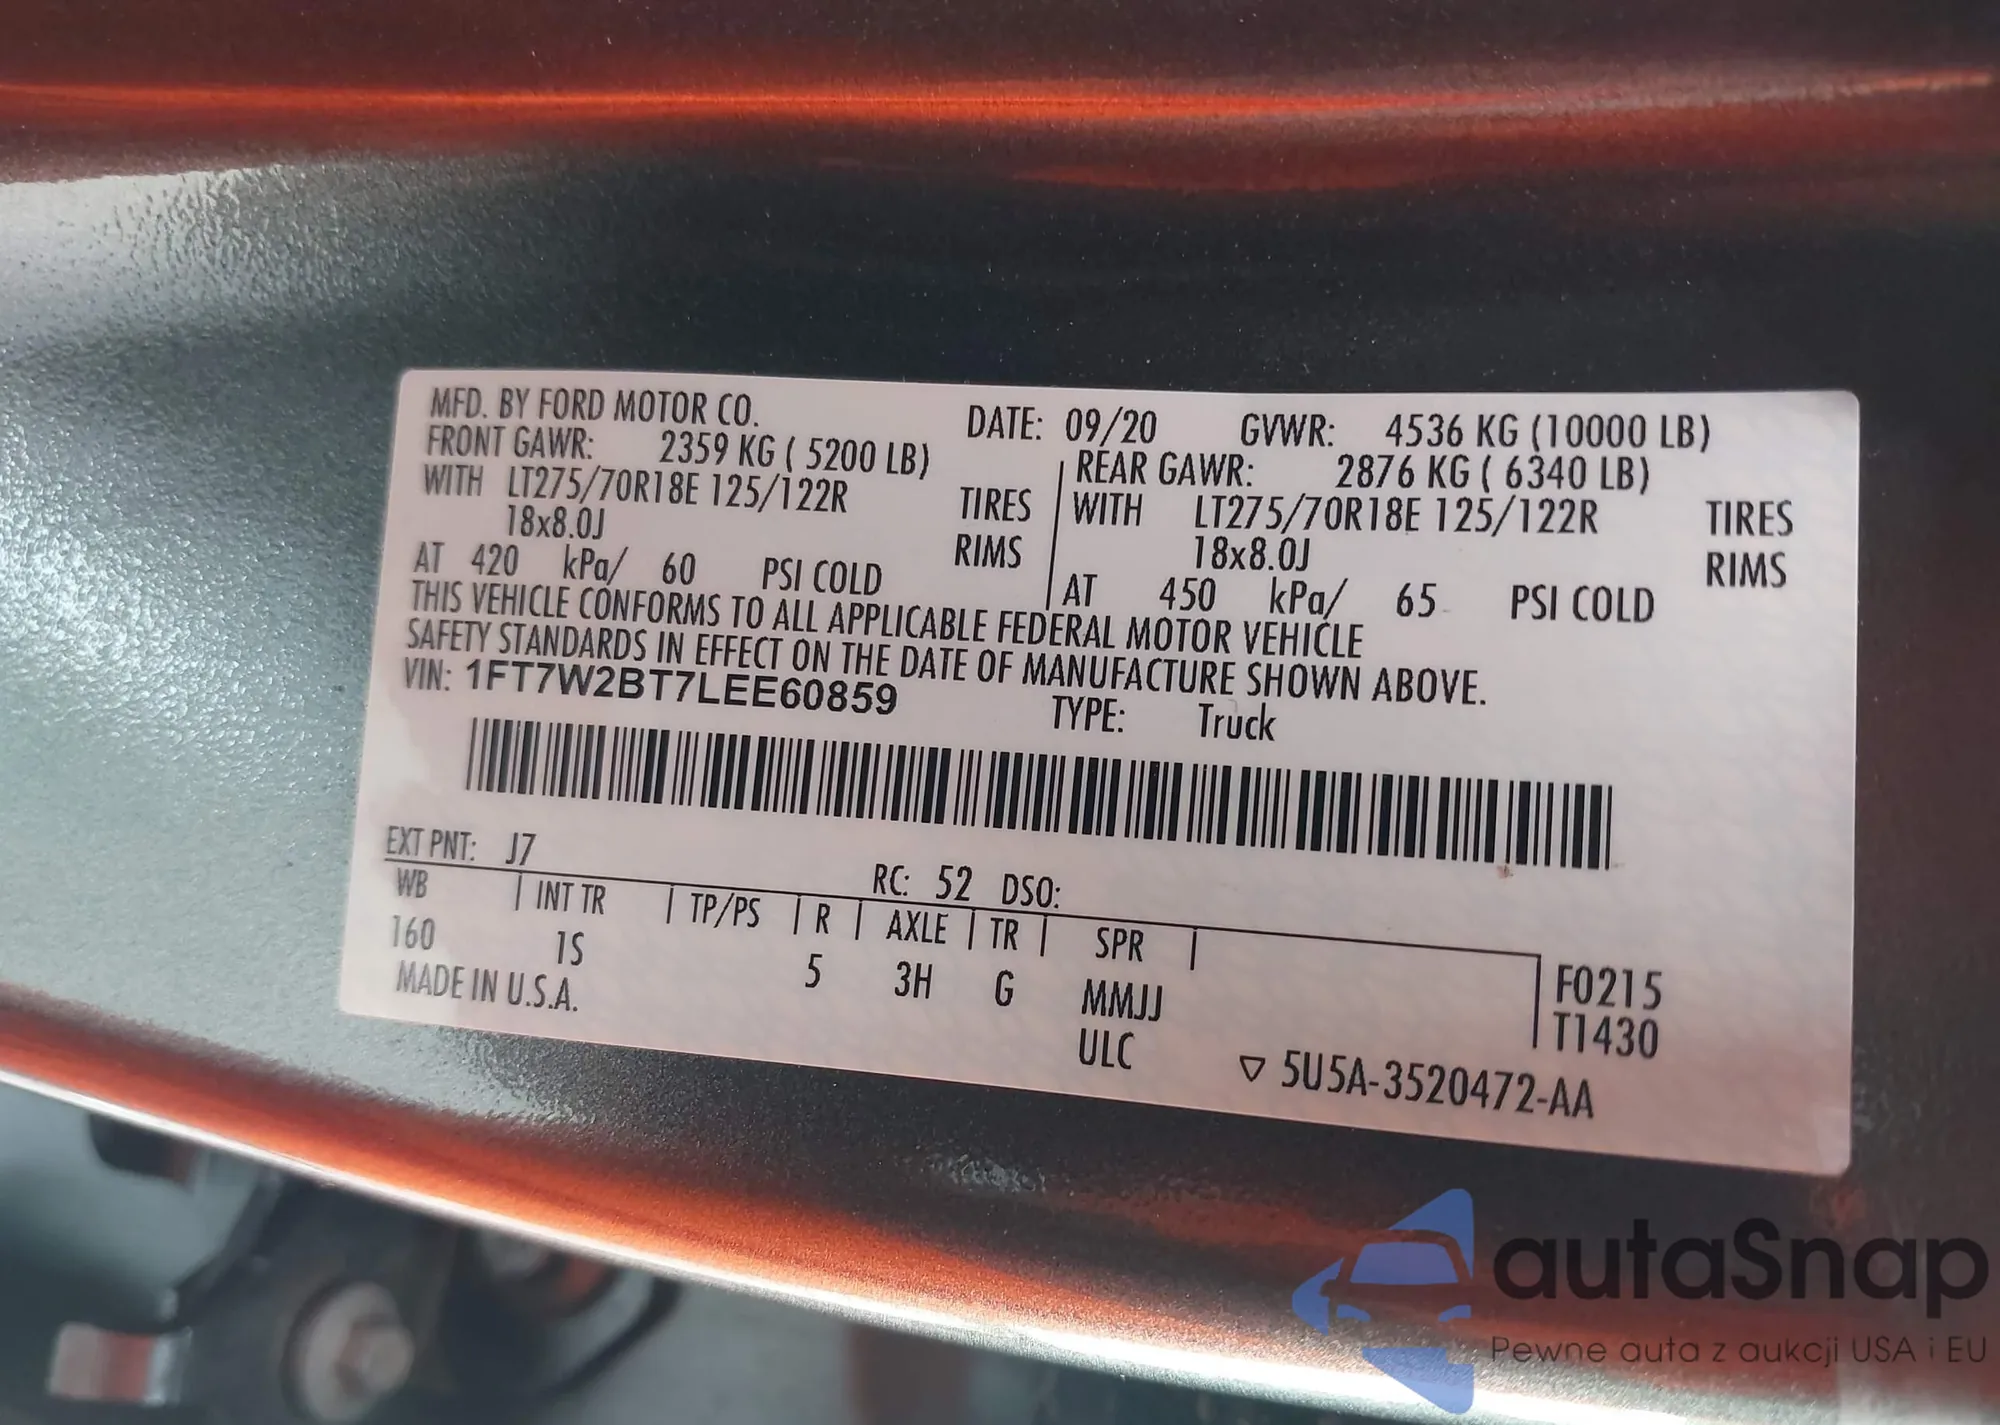 MFD. BY FORD MOTOR CO. DATE: 09/20 GVWR: 4536 KG (10000 LB)
FRONT GAWR: 2359 KG ( 5200 LB) REAR GAWR: 2876 KG ( 6340 LB)
WITH LT275/70R18E 125/122R TIRES WITH LT275/70R18E 125/122R TIRES
18x8.0J RIMS 18x8.0J RIMS
AT 420 kPa/ 60 PSI COLD AT 450 kPa/ 65 PSI COLD
THIS VEHICLE CONFORMS TO ALL APPLICABLE FEDERAL MOTOR VEHICLE
SAFETY STANDARDS IN EFFECT ON THE DATE OF MANUFACTURE SHOWN ABOVE.
VIN: 1FT7W2BT7LEE60859 TYPE: Truck
EXT PNT: J7 RC: 52 DSO:
WB INT TR TP/PS R AXLE TR SPR
160 1S 5 3H G MMJJ F0215
MADE IN U.S.A. ULC T1430
▽ 5U5A-3520472-AA
autaSnap
Pewne auta z aukcji USA i EU